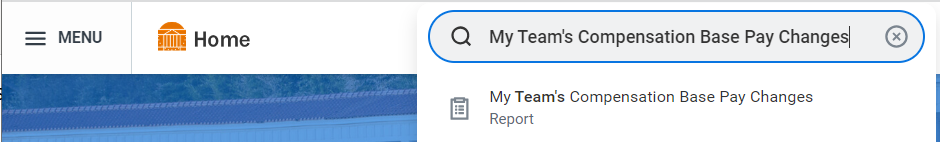 MENU
Home
My Team's Compensation Base Pay Changes
My Team's Compensation Base Pay Changes
Report